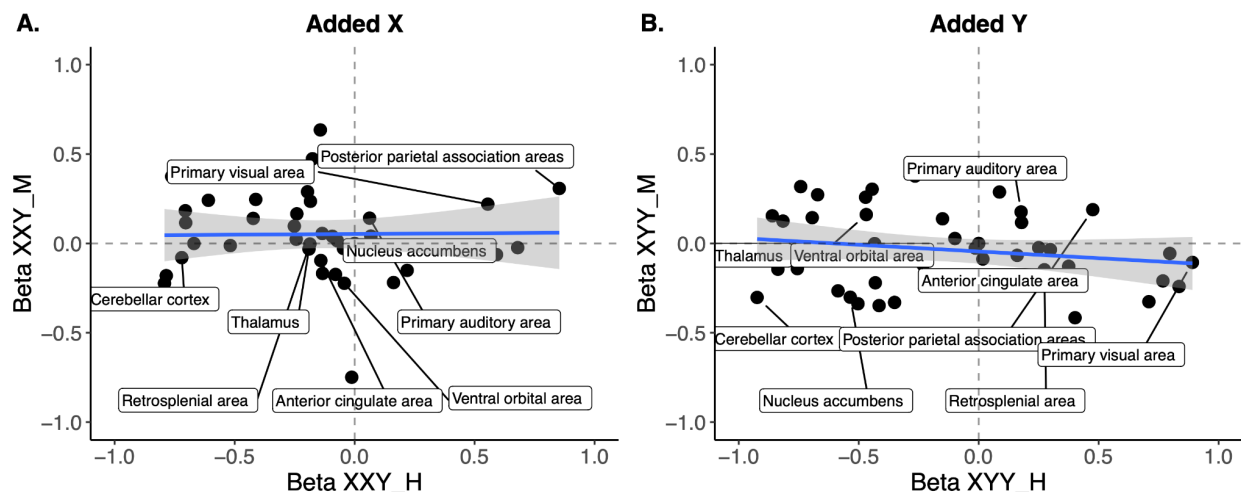 A.
Added X
1.0
0.5
0.0
−0.5
−1.0
Beta XXY_M
Posterior parietal association areas
Primary visual area
Nucleus accumbens
Cerebellar cortex
Thalamus
Primary auditory area
Retrosplenial area
Anterior cingulate area
Ventral orbital area
−1.0
−0.5
0.0
0.5
1.0
Beta XXY_H
B.
Added Y
1.0
0.5
0.0
−0.5
−1.0
Beta XYY_M
Primary auditory area
Thalamus
Ventral orbital area
Anterior cingulate area
Cerebellar cortex
Posterior parietal association areas
Primary visual area
Nucleus accumbens
Retrosplenial area
−1.0
−0.5
0.0
0.5
1.0
Beta XYY_H